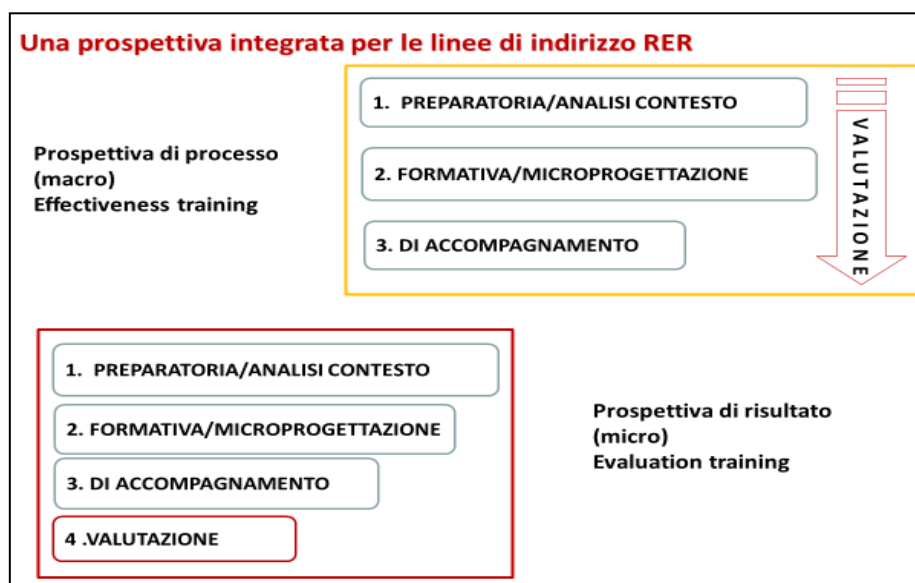 Una prospettiva integrata per le linee di indirizzo RER
1. PREPARATORIA/ANALISI CONTESTO
2. FORMATIVA/MICROPROGETTAZIONE
3. DI ACCOMPAGNAMENTO
VALUTAZIONE
Prospettiva di processo
(macro)
Effectiveness training
1. PREPARATORIA/ANALISI CONTESTO
2. FORMATIVA/MICROPROGETTAZIONE
3. DI ACCOMPAGNAMENTO
4 .VALUTAZIONE
Prospettiva di risultato
(micro)
Evaluation training